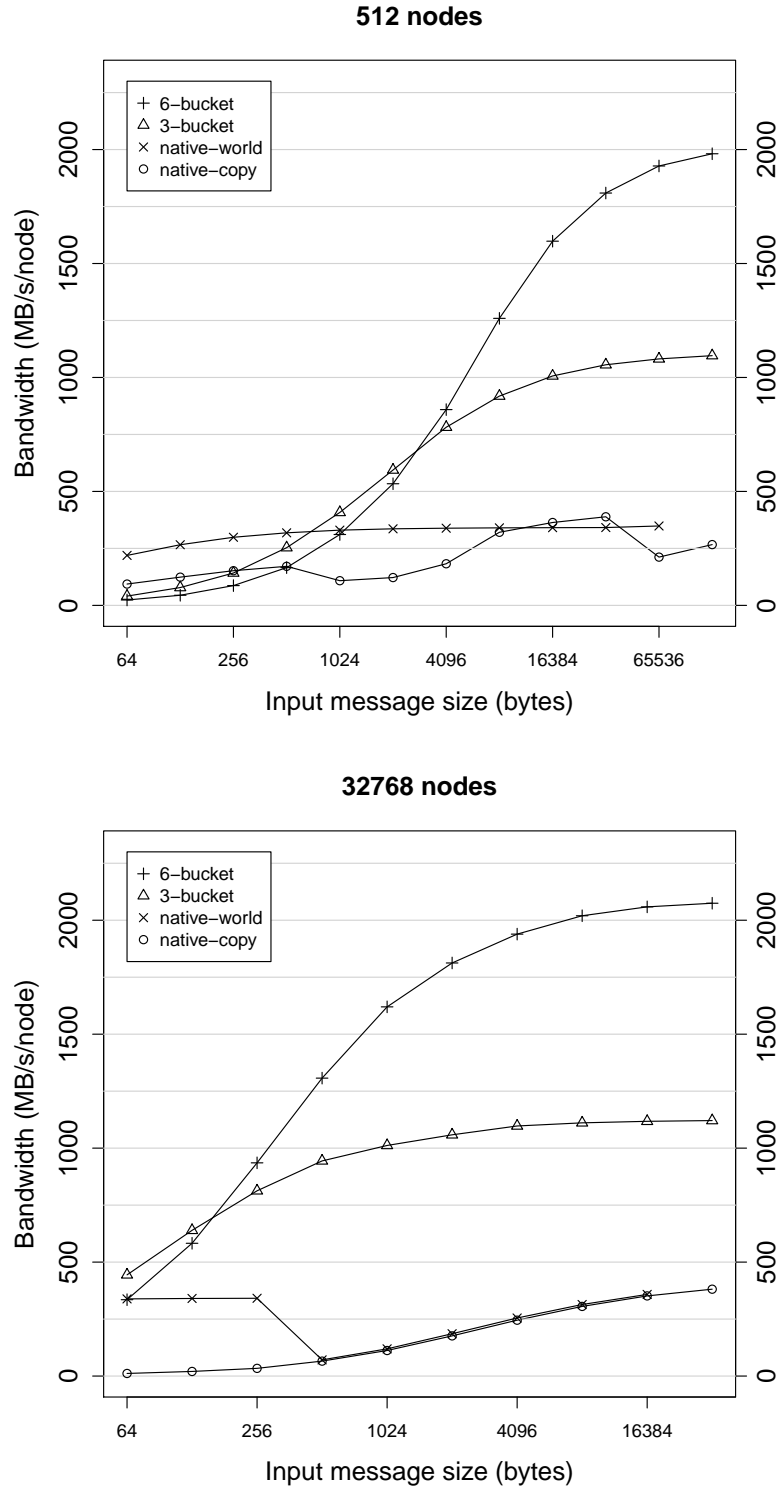 512 nodes
6−bucket
3−bucket
native−world
native−copy
Bandwidth (MB/s/node)
0
500
1000
1500
2000
0
500
1000
1500
2000
64
256
1024
4096
16384
65536
Input message size (bytes)
32768 nodes
6−bucket
3−bucket
native−world
native−copy
Bandwidth (MB/s/node)
0
500
1000
1500
2000
0
500
1000
1500
2000
64
256
1024
4096
16384
Input message size (bytes)